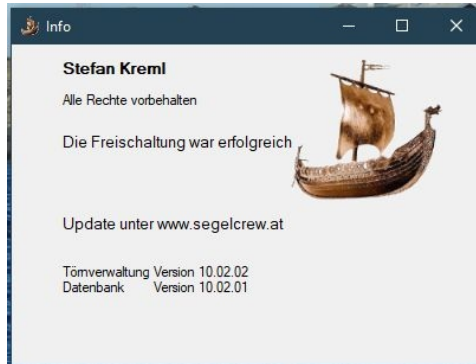 Info
Stefan Kreml
Alle Rechte vorbehalten
Die Freischaltung war erfolgreich
Update unter www.segelcrew.at
Törnverwaltung Version 10.02.02
Datenbank Version 10.02.01